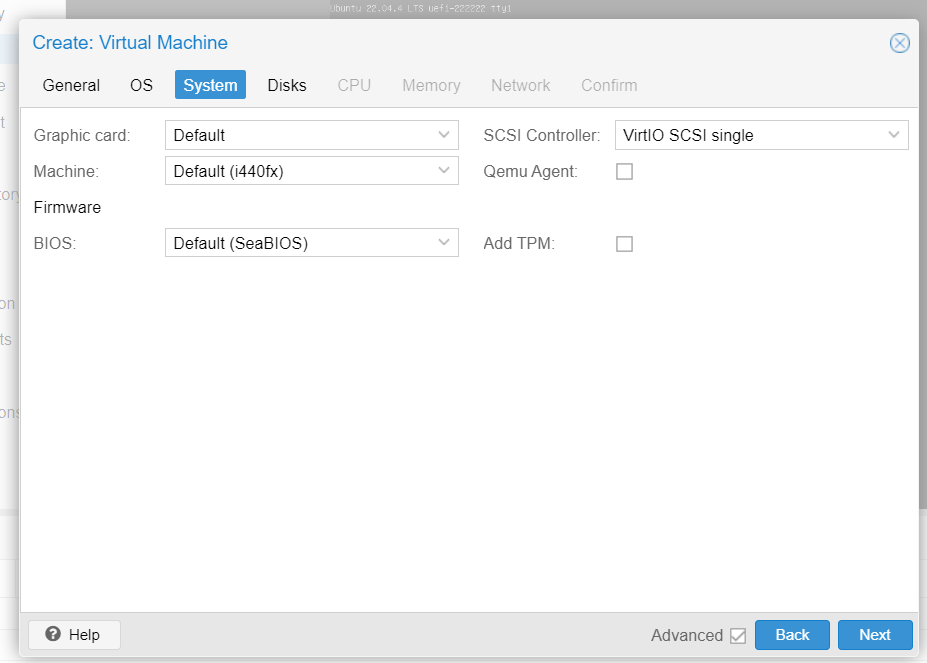 Ubuntu 22.04.4 LTS uefi-222222 tty1
Create: Virtual Machine
General OS System Disks CPU Memory Network Confirm
Graphic card: Default SCSI Controller: VirtIO SCSI single
Machine: Default (i440fx) Qemu Agent:
Firmware
BIOS: Default (SeaBIOS) Add TPM:
Help Advanced Back Next